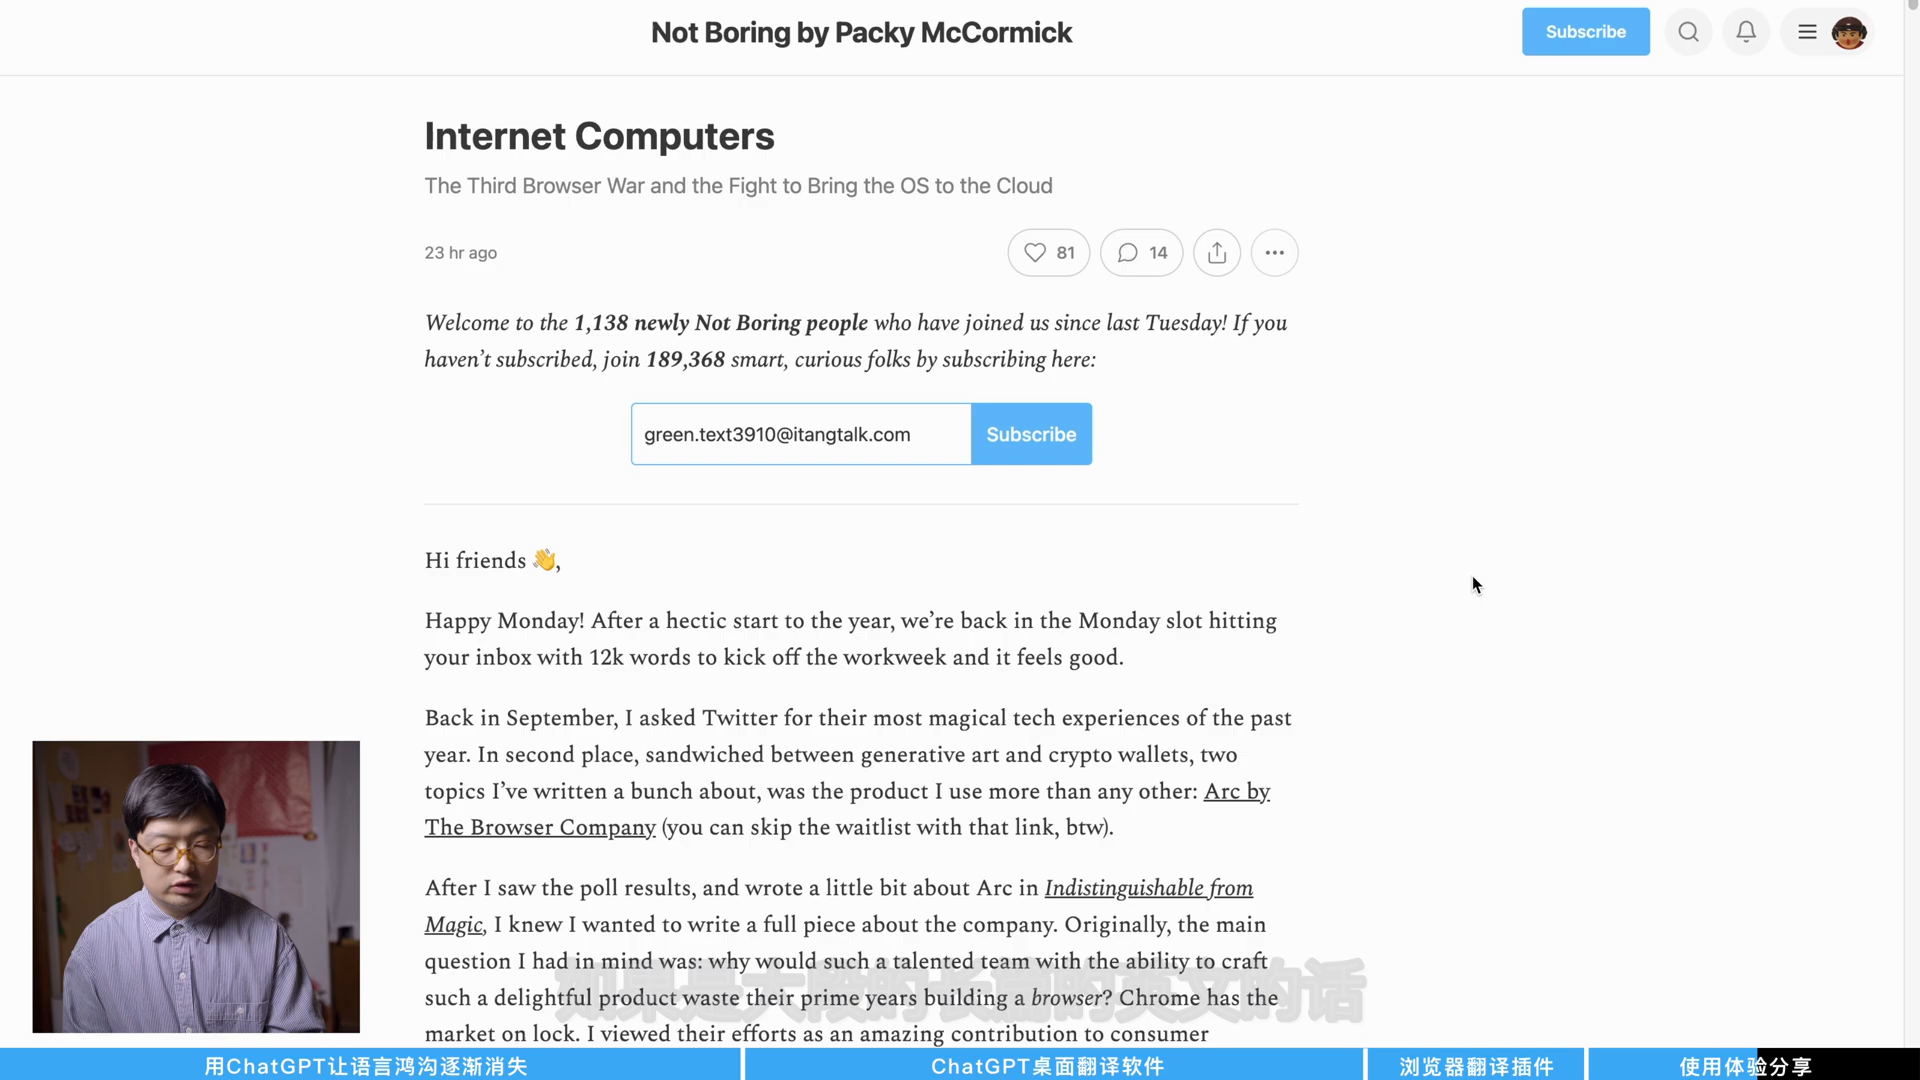 Not Boring by Packy McCormick
Subscribe
Internet Computers
The Third Browser War and the Fight to Bring the OS to the Cloud
23 hr ago
81
14
Welcome to the 1,138 newly Not Boring people who have joined us since last Tuesday! If you
haven’t subscribed, join 189,368 smart, curious folks by subscribing here:
green.text3910@itangtalk.com
Subscribe
Hi friends 👋,
Happy Monday! After a hectic start to the year, we’re back in the Monday slot hitting
your inbox with 12k words to kick off the workweek and it feels good.
Back in September, I asked Twitter for their most magical tech experiences of the past
year. In second place, sandwiched between generative art and crypto wallets, two
topics I’ve written a bunch about, was the product I use more than any other: Arc by
The Browser Company (you can skip the waitlist with that link, btw).
After I saw the poll results, and wrote a little bit about Arc in Indistinguishable from
Magic, I knew I wanted to write a full piece about the company. Originally, the main
question I had in mind was: why would such a talented team with the ability to craft
such a delightful product waste their prime years building a browser? Chrome has the
market on lock. I viewed their efforts as an amazing contribution to consumer
如果是大段的长篇的英文的话
用ChatGPT让语言鸿沟逐渐消失
ChatGPT桌面翻译软件
浏览器翻译插件
使用体验分享